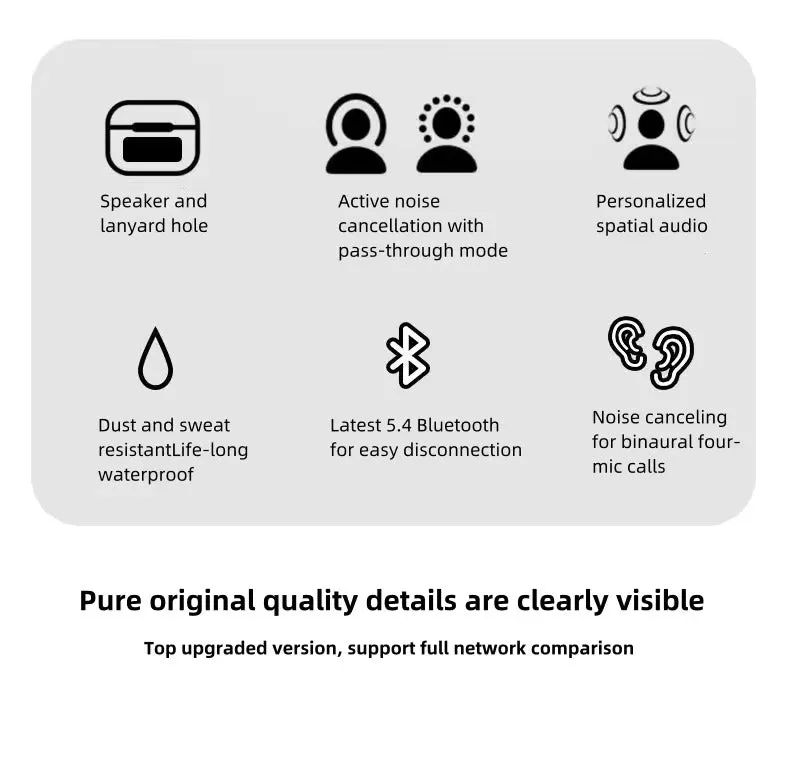 Speaker and
lanyard hole
Active noise
cancellation with
pass-through mode
Personalized
spatial audio
Dust and sweat
resistantLife-long
waterproof
Latest 5.4 Bluetooth
for easy disconnection
Noise canceling
for binaural four-
mic calls
Pure original quality details are clearly visible
Top upgraded version, support full network comparison